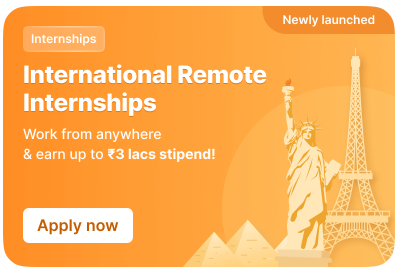 Newly launched
Internships
International Remote
Internships
Work from anywhere
& earn up to ₹3 lacs stipend!
Apply now